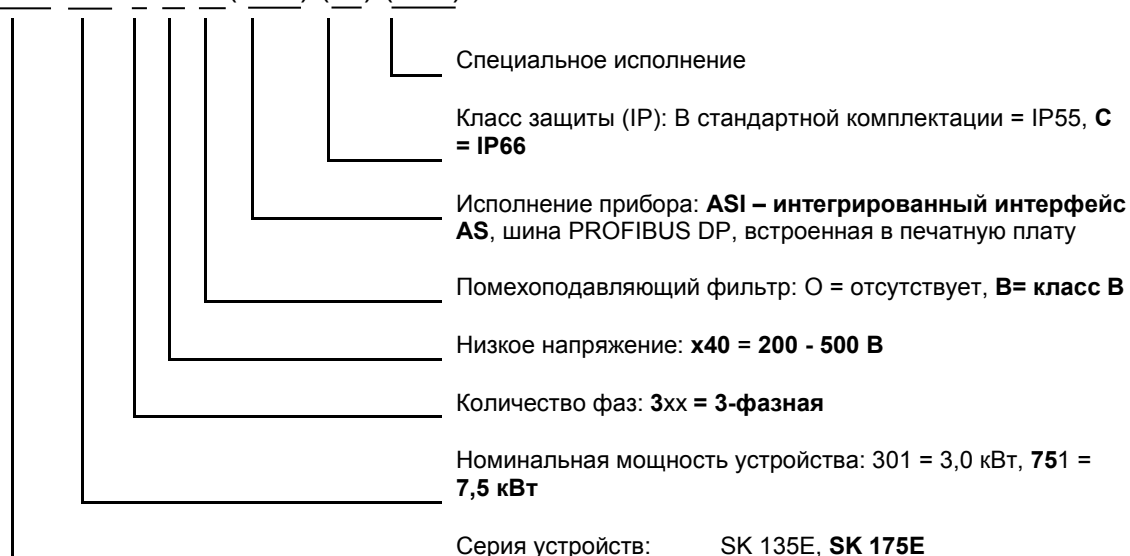 Специальное исполнение
Класс защиты (IP): В стандартной комплектации = IP55, C
= IP66
Исполнение прибора: ASI – интегрированный интерфейс
AS, шина PROFIBUS DP, встроенная в печатную плату
Помехоподавляющий фильтр: O = отсутствует, B= класс B
Низкое напряжение: x40 = 200 - 500 В
Количество фаз: 3xx = 3-фазная
Номинальная мощность устройства: 301 = 3,0 кВт, 751 =
7,5 кВт
Серия устройств: SK 135E, SK 175E